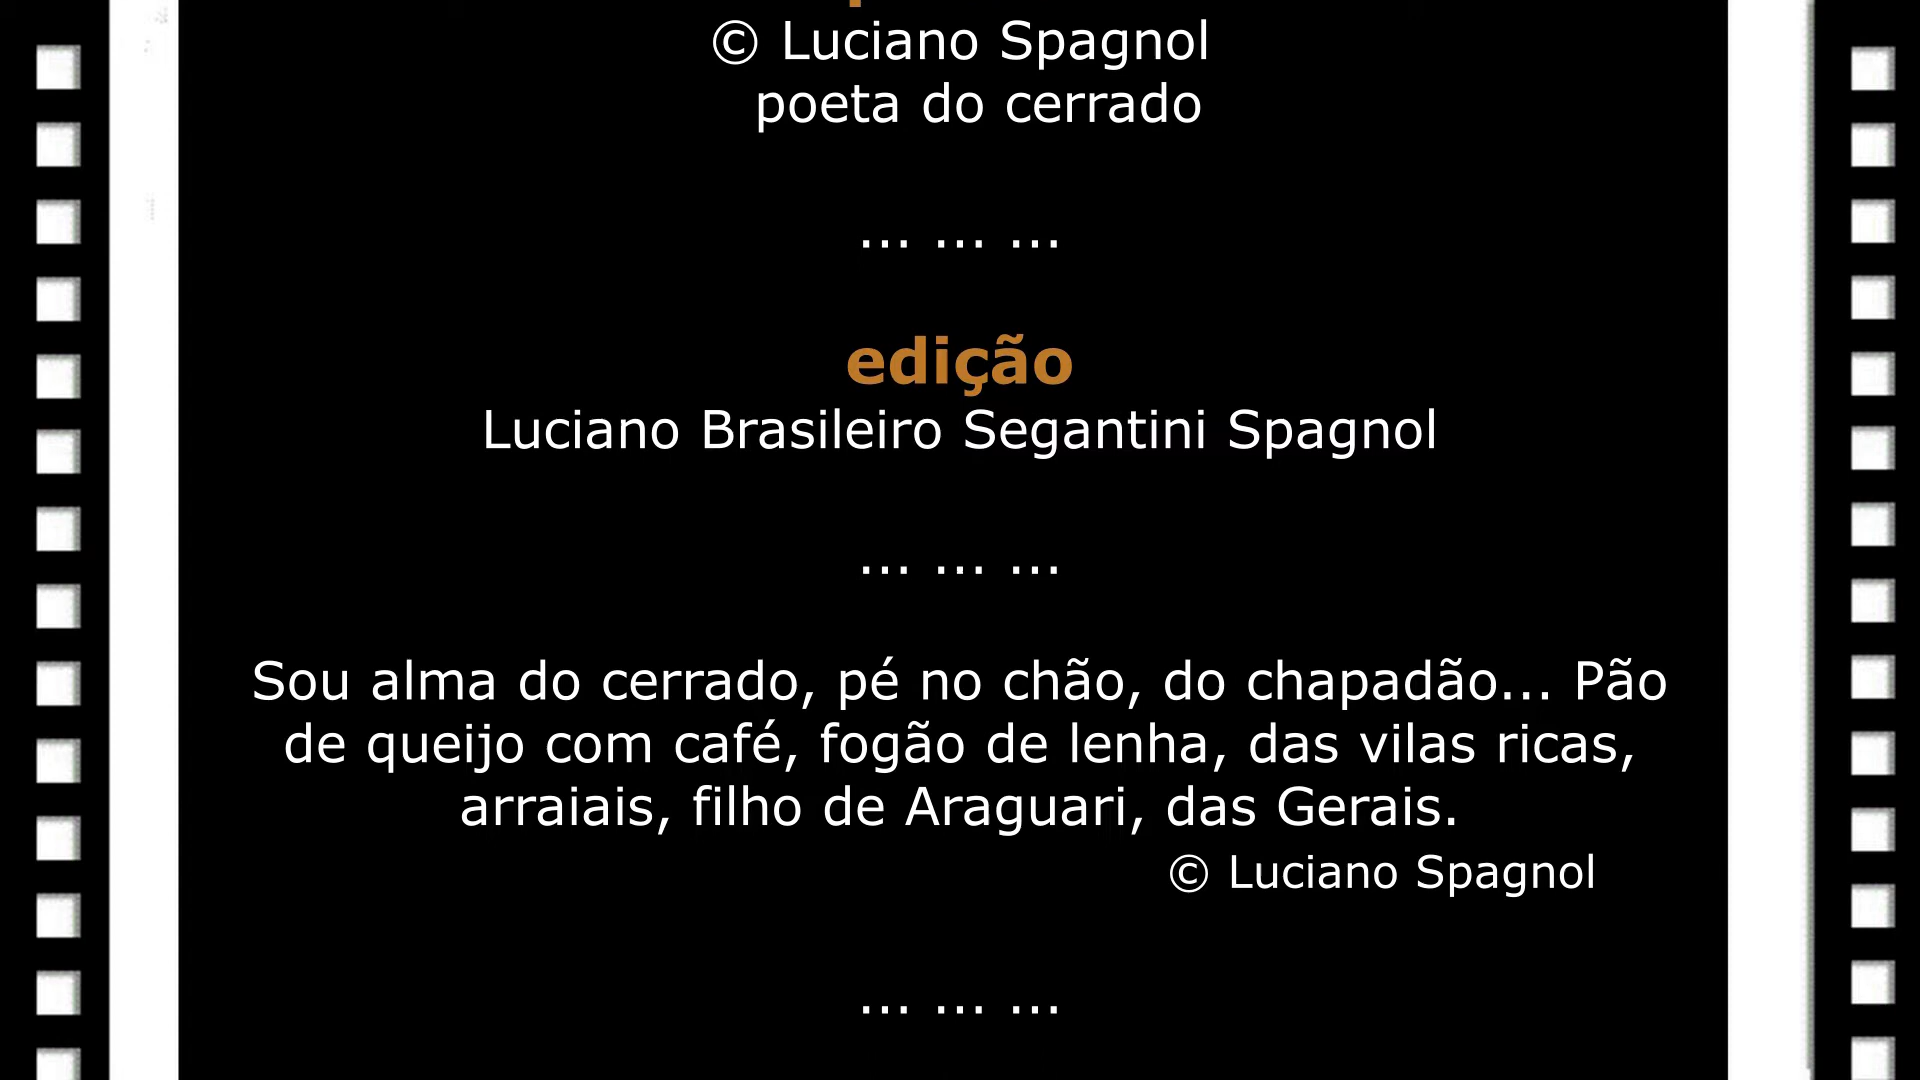 © Luciano Spagnol
poeta do cerrado
... ... ...
edição
Luciano Brasileiro Segantini Spagnol
... ... ...
Sou alma do cerrado, pé no chão, do chapadão... Pão
de queijo com café, fogão de lenha, das vilas ricas,
arraiais, filho de Araguari, das Gerais.
© Luciano Spagnol
... ... ...